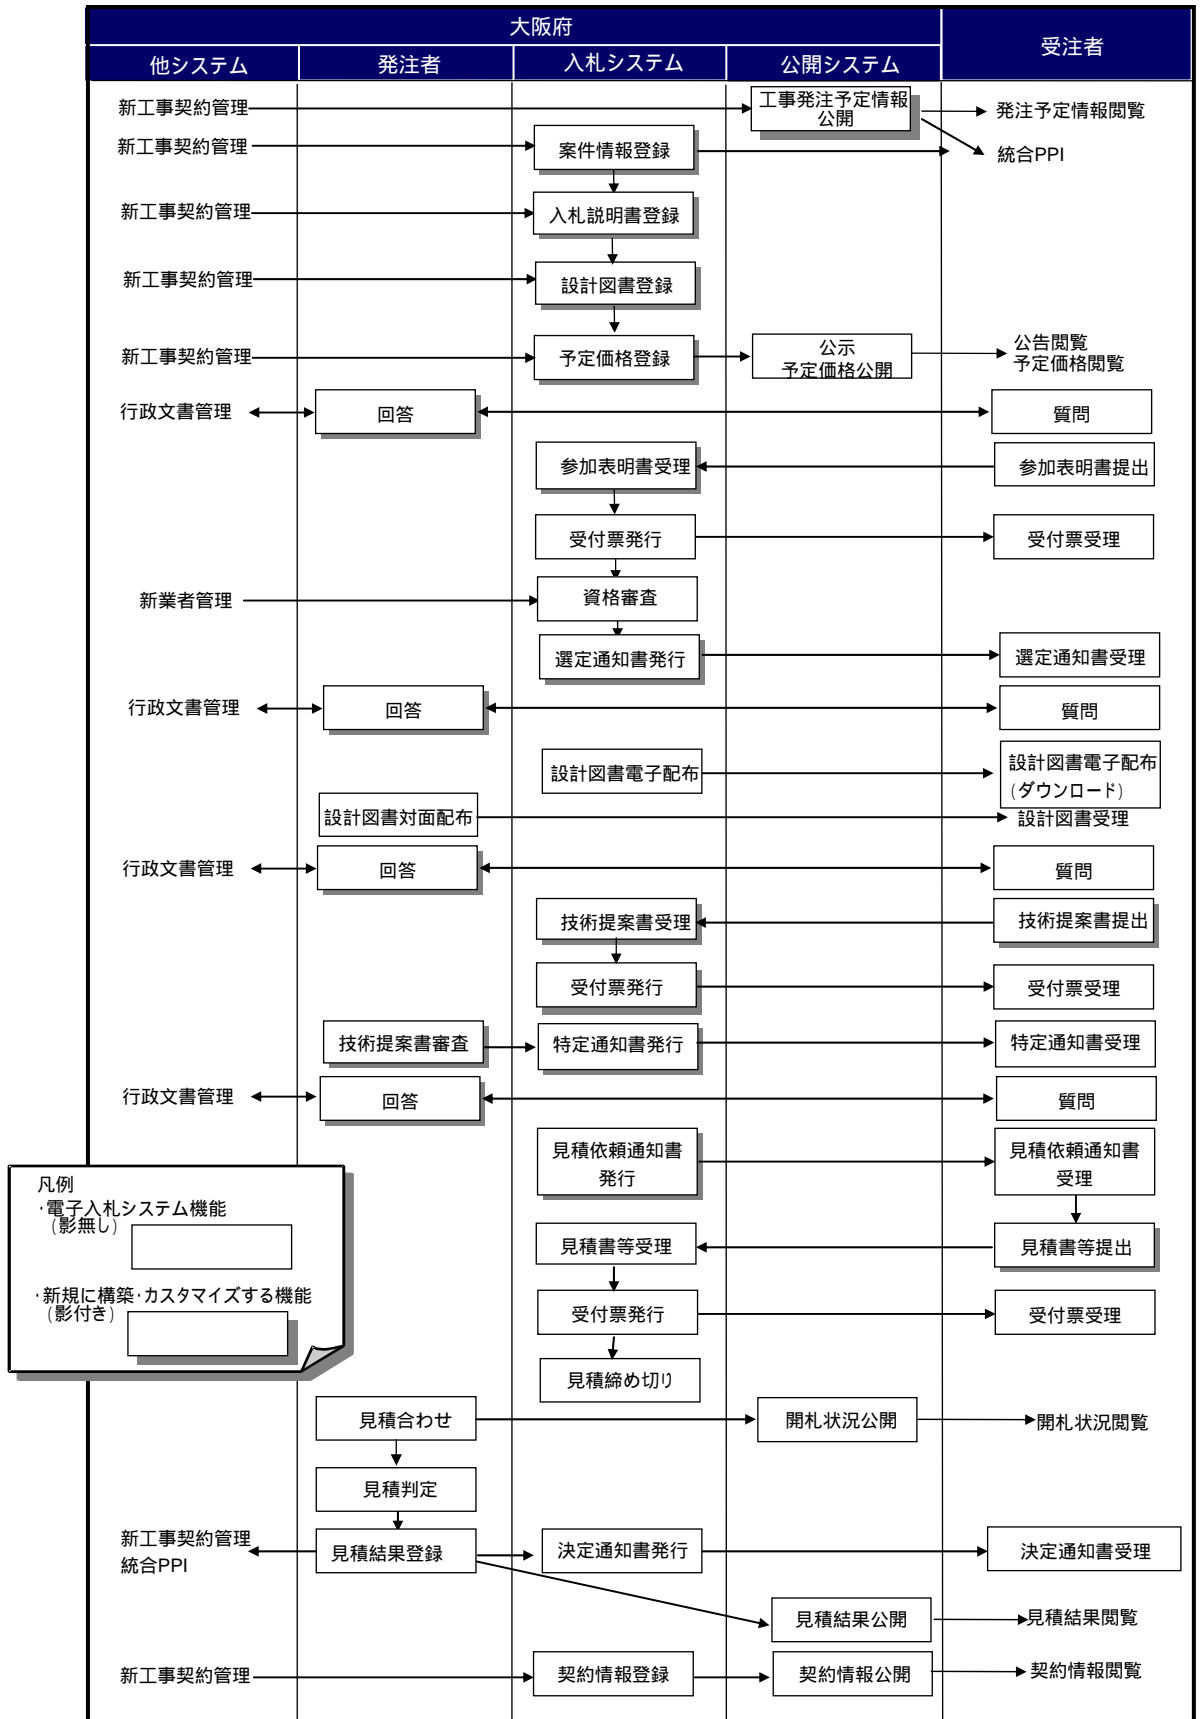 大阪府
受注者
他システム
発注者
入札システム
公開システム
新工事契約管理
工事発注予定情報
公開
発注予定情報閲覧
新工事契約管理
案件情報登録
統合PPI
新工事契約管理
入札説明書登録
新工事契約管理
設計図書登録
新工事契約管理
予定価格登録
公示
予定価格公開
公告閲覧
予定価格閲覧
行政文書管理
回答
質問
参加表明書受理
参加表明書提出
受付票発行
受付票受理
新業者管理
資格審査
選定通知書発行
選定通知書受理
行政文書管理
回答
質問
設計図書電子配布
設計図書電子配布
(ダウンロード)
設計図書対面配布
設計図書受理
行政文書管理
回答
質問
技術提案書受理
技術提案書提出
受付票発行
受付票受理
技術提案書審査
特定通知書発行
特定通知書受理
行政文書管理
回答
質問
見積依頼通知書
発行
見積依頼通知書
受理
凡例
・電子入札システム機能
(影無し)
・新規に構築・カスタマイズする機能
(影付き)
見積書等受理
見積書等提出
受付票発行
受付票受理
見積締め切り
見積合わせ
開札状況公開
開札状況閲覧
見積判定
新工事契約管理
統合PPI
見積結果登録
決定通知書発行
決定通知書受理
見積結果公開
見積結果閲覧
新工事契約管理
契約情報登録
契約情報公開
契約情報閲覧